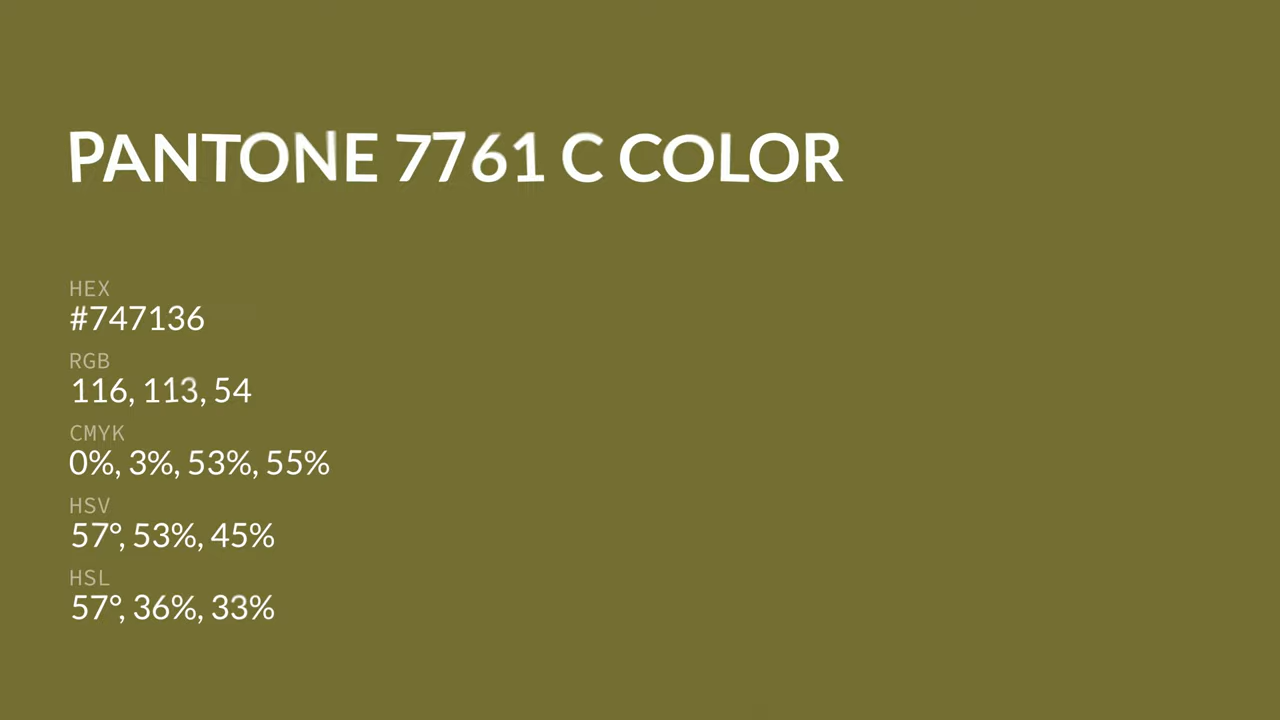 PANTONE 7761 C COLOR
HEX
#747136
RGB
116, 113, 54
CMYK
0%, 3%, 53%, 55%
HSV
57°, 53%, 45%
HSL
57°, 36%, 33%